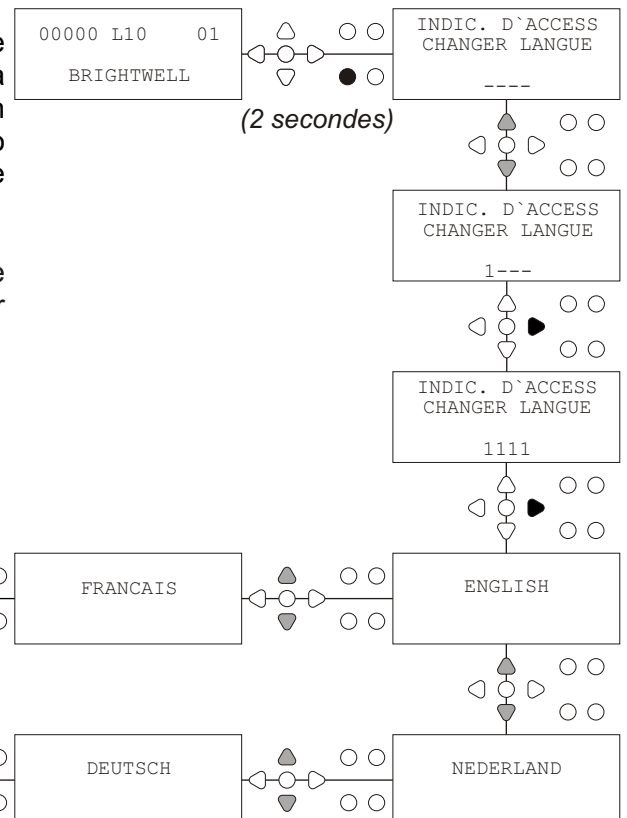 00000 L10 01
BRIGHTWELL
(2 secondes)
INDIC. D`ACCESS
CHANGER LANGUE
----
INDIC. D`ACCESS
CHANGER LANGUE
1---
INDIC. D`ACCESS
CHANGER LANGUE
1111
FRANCAIS
ENGLISH
DEUTSCH
NEDERLAND